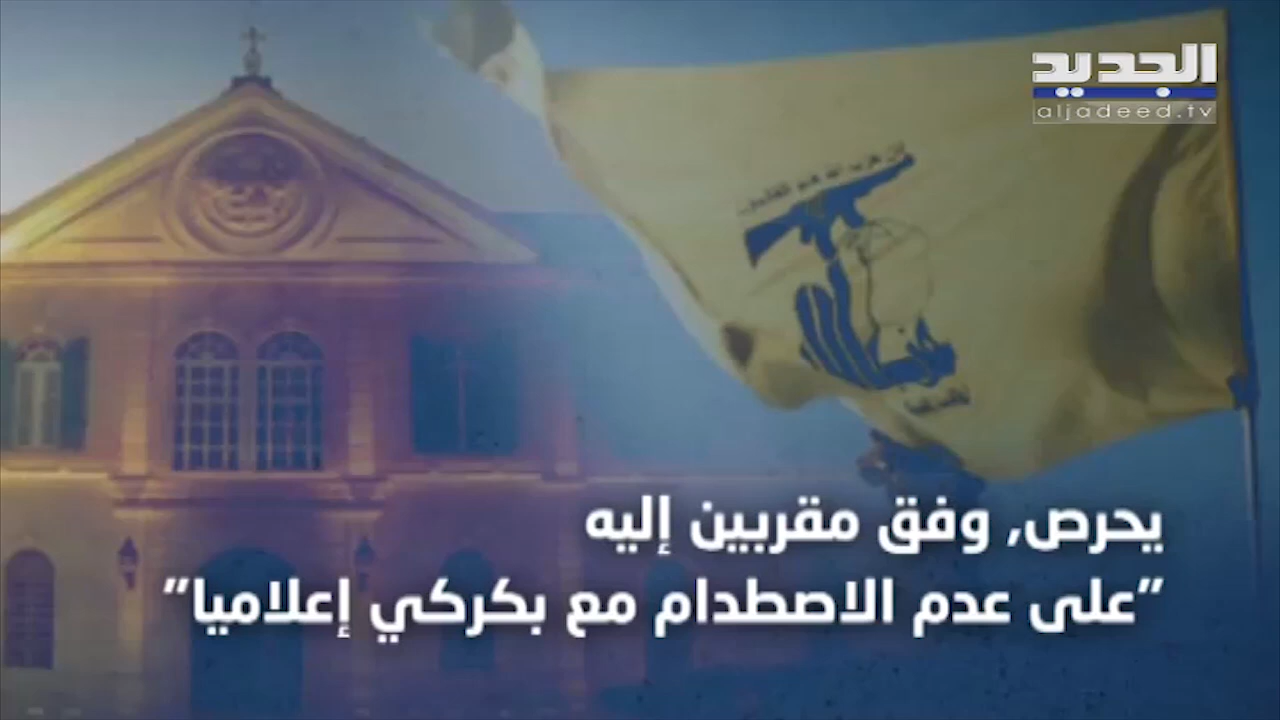 الجديد
aljadeed.tv
يحرص, وفق مقربين إليه
"على عدم الاصطدام مع بكركي إعلاميا"